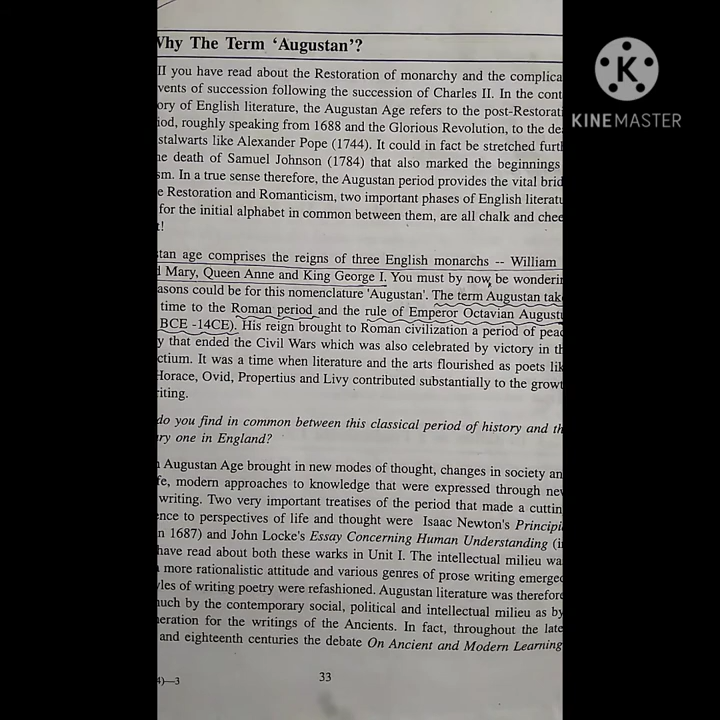 Why The Term 'Augustan'?
II you have read about the Restoration of monarchy and the complica
vents of succession following the succession of Charles II. In the cont
ory of English literature, the Augustan Age refers to the post-Restorati
iod, roughly speaking from 1688 and the Glorious Revolution, to the dea
stalwarts like Alexander Pope (1744). It could in fact be stretched furth
he death of Samuel Johnson (1784) that also marked the beginnings
sm. In a true sense therefore, the Augustan period provides the vital brid
e Restoration and Romanticism, two important phases of English literatu
for the initial alphabet in common between them, are all chalk and chee
t!
stan age comprises the reigns of three English monarchs -- William
d Mary, Queen Anne and King George I. You must by now be wonderi
asons could be for this nomenclature 'Augustan'. The term Augustan tak
time to the Roman period and the rule of Emperor Octavian August
BCE -14CE). His reign brought to Roman civilization a period of peac
y that ended the Civil Wars which was also celebrated by victory in th
ctium. It was a time when literature and the arts flourished as poets lik
Horace, Ovid, Propertius and Livy contributed substantially to the growt
riting.
do you find in common between this classical period of history and th
ry one in England?
Augustan Age brought in new modes of thought, changes in society an
fe, modern approaches to knowledge that were expressed through new
writing. Two very important treatises of the period that made a cuttin
ence to perspectives of life and thought were Isaac Newton's Principi
n 1687) and John Locke's Essay Concerning Human Understanding (i
have read about both these warks in Unit I. The intellectual milieu wa
more rationalistic attitude and various genres of prose writing emerged
yles of writing poetry were refashioned. Augustan literature was therefore
much by the contemporary social, political and intellectual milieu as by
neration for the writings of the Ancients. In fact, throughout the late
and eighteenth centuries the debate On Ancient and Modern Learning
4)—3
33
K
KINEMASTER